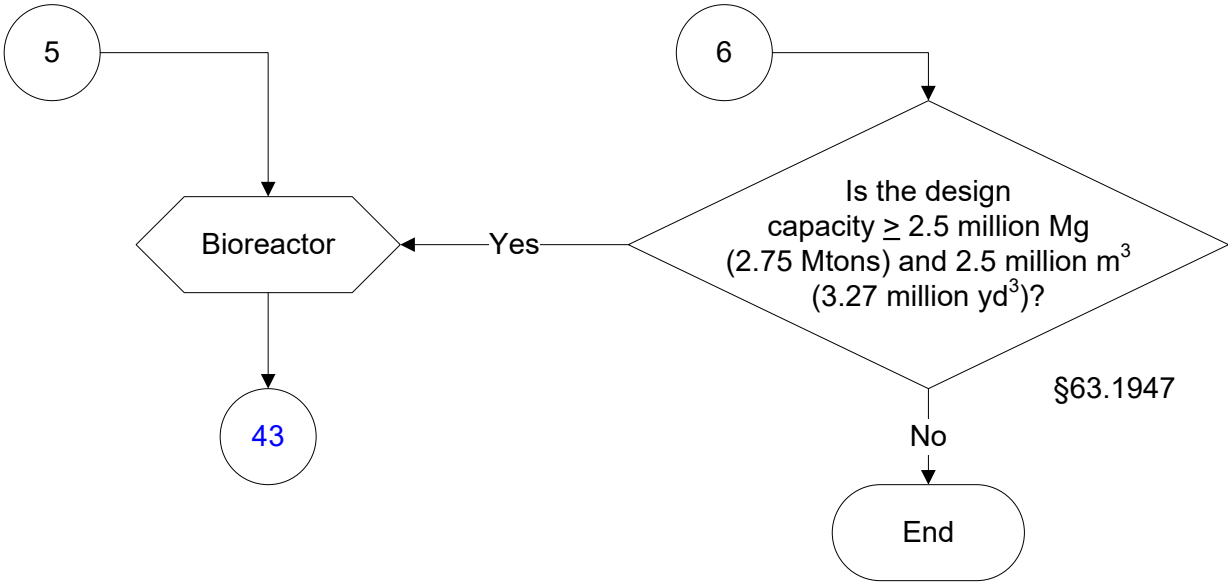 5
6
Is the design
capacity ≥ 2.5 million Mg
(2.75 Mtons) and 2.5 million m³
(3.27 million yd³)?
Yes
Bioreactor
§63.1947
43
No
End